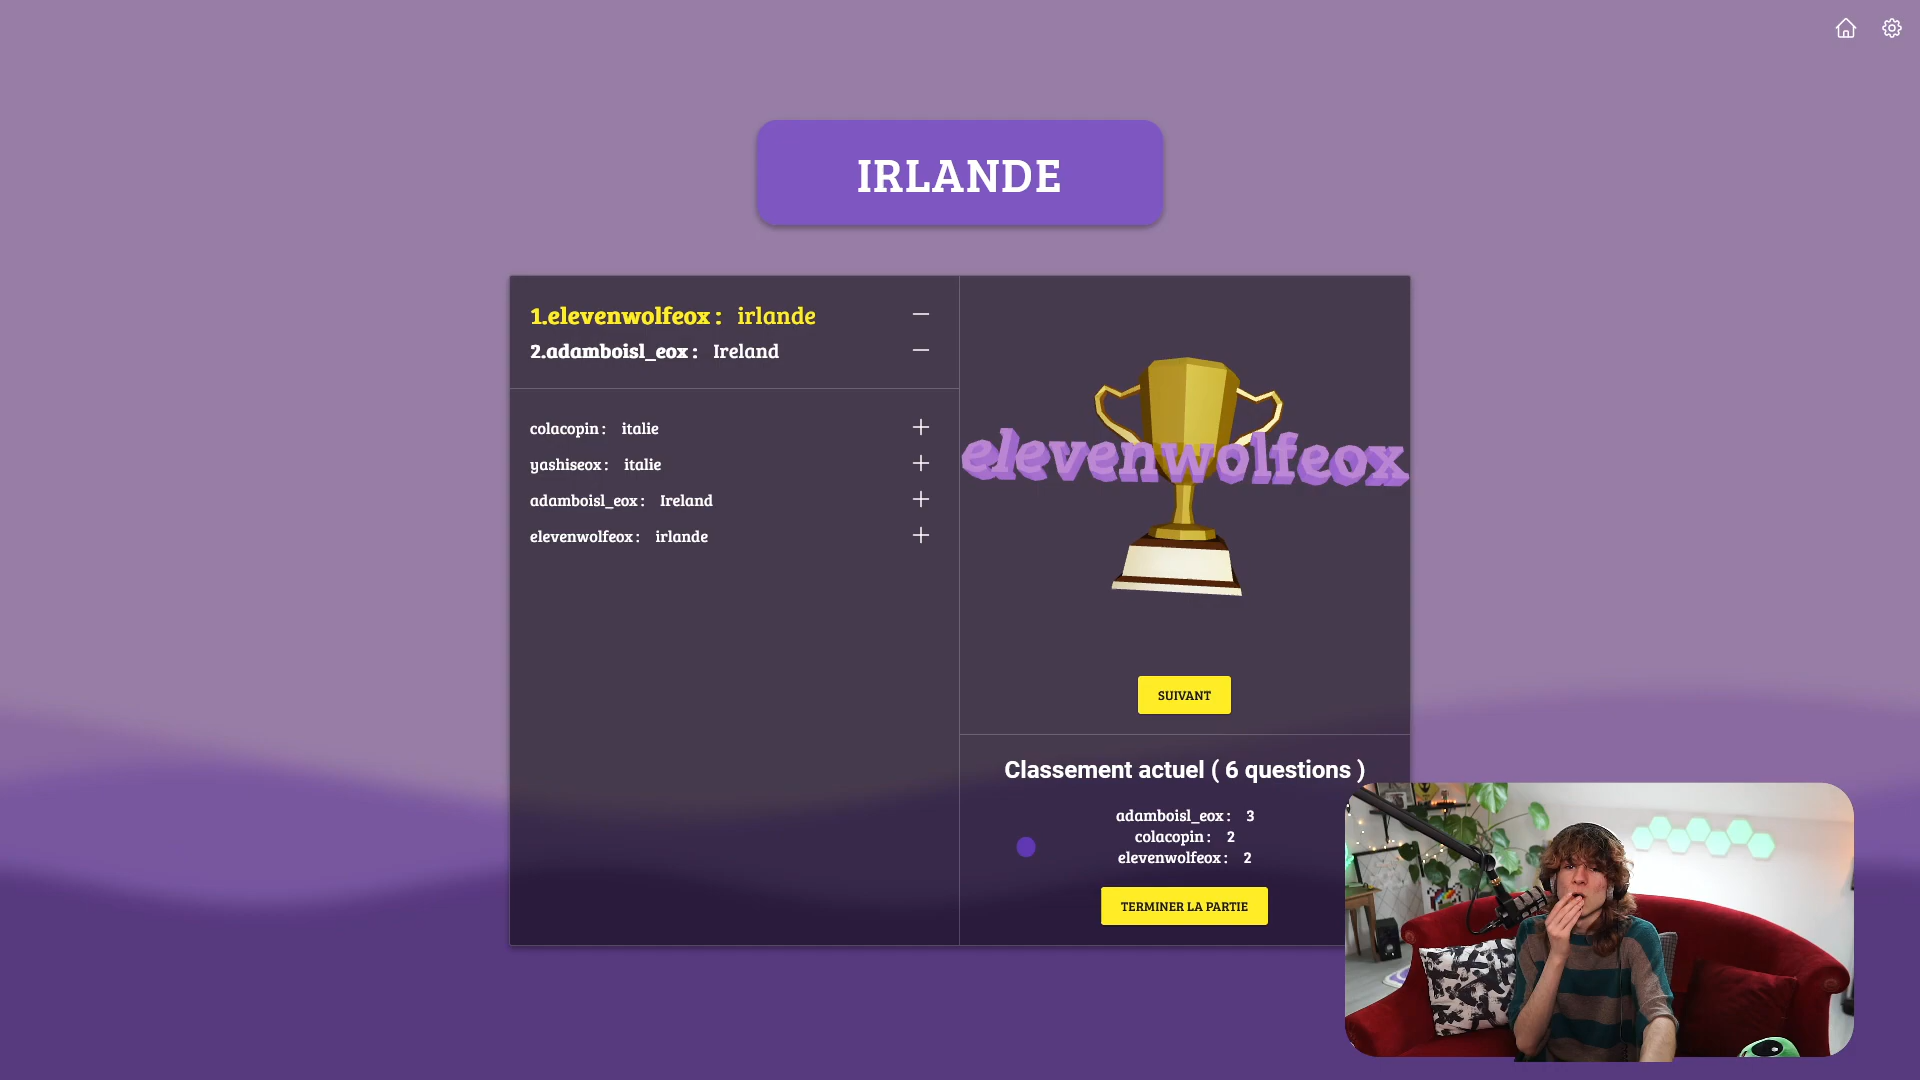 IRLANDE
1.elevenwolfeox : irlande
2.adamboisl_eox : Ireland
colacopin : italie
yashiseox : italie
adamboisl_eox : Ireland
elevenwolfeox : irlande
elevenwolfeox
SUIVANT
Classement actuel ( 6 questions )
adamboisl_eox : 3
colacopin : 2
elevenwolfeox : 2
TERMINER LA PARTIE